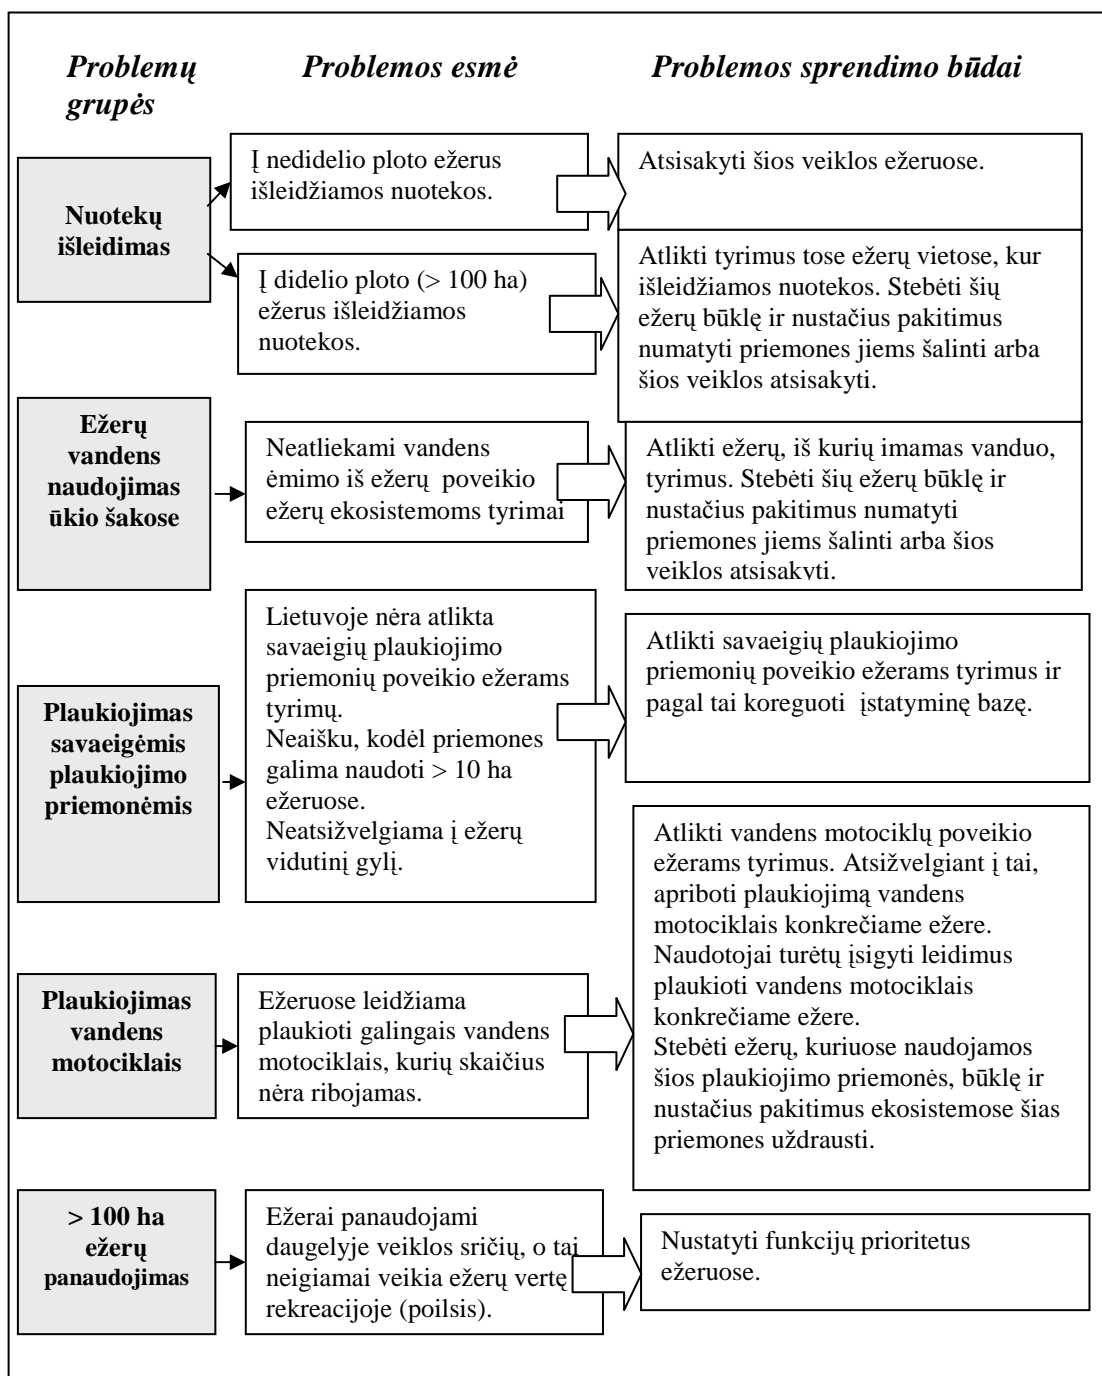 Problemų
grupės
Problemos esmė
Problemos sprendimo būdai
Nuotekų
išleidimas
Į nedidelio ploto ežerus
išleidžiamos nuotekos.
Atsisakyti šios veiklos ežeruose.
Į didelio ploto (> 100 ha)
ežerus išleidžiamos
nuotekos.
Atlikti tyrimus tose ežerų vietose, kur
išleidžiamos nuotekos. Stebėti šių
ežerų būklę ir nustačius pakitimus
numatyti priemones jiems šalinti arba
šios veiklos atsisakyti.
Ežerų
vandens
naudojimas
ūkio šakose
Neatliekami vandens
ėmimo iš ežerų poveikio
ežerų ekosistemoms tyrimai
Atlikti ežerų, iš kurių imamas vanduo,
tyrimus. Stebėti šių ežerų būklę ir
nustačius pakitimus numatyti
priemones jiems šalinti arba šios
veiklos atsisakyti.
Plaukiojimas
savaeigėmis
plaukiojimo
priemonėmis
Lietuvoje nėra atlikta
savaeigių plaukiojimo
priemonių poveikio ežerams
tyrimų.
Neaišku, kodėl priemones
galima naudoti > 10 ha
ežeruose.
Neatsižvelgiama į ežerų
vidutinį gylį.
Atlikti savaeigių plaukiojimo
priemonių poveikio ežerams tyrimus ir
pagal tai koreguoti įstatyminę bazę.
Plaukiojimas
vandens
motociklais
Ežeruose leidžiama
plaukioti galingais vandens
motociklais, kurių skaičius
nėra ribojamas.
Atlikti vandens motociklų poveikio
ežerams tyrimus. Atsižvelgiant į tai,
apriboti plaukiojimą vandens
motociklais konkrečiame ežere.
Naudotojai turėtų įsigyti leidimus
plaukioti vandens motociklais
konkrečiame ežere.
Stebėti ežerų, kuriuose naudojamos
šios plaukiojimo priemonės, būklę ir
nustačius pakitimus ekosistemose šias
priemones uždrausti.
> 100 ha
ežerų
panaudojimas
Ežerai panaudojami
daugelyje veiklos sričių, o tai
neigiamai veikia ežerų vertę
rekreacijoje (poilsis).
Nustatyti funkcijų prioritetus
ežeruose.